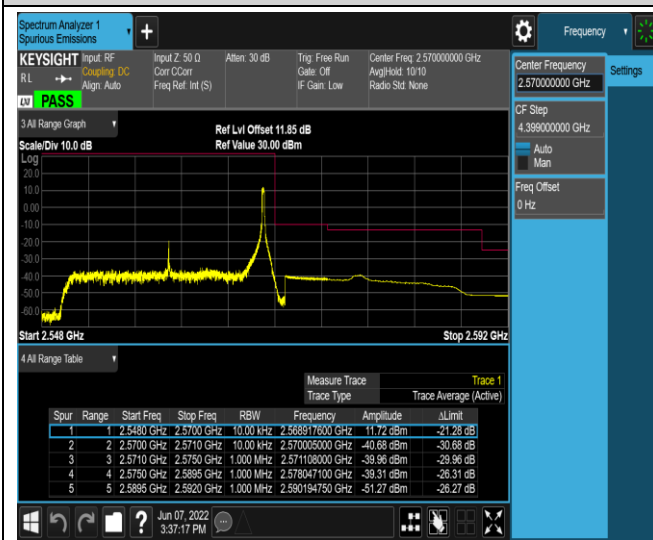 Spectrum Analyzer 1
Spurious Emissions
+
Frequency
KEYSIGHT
RL
Input: RF
Coupling: DC
Align: Auto
Input Z: 50 Ω
Corr CCorr
Freq Ref: Int (S)
Atten: 30 dB
Trig: Free Run
Gate: Off
IF Gain: Low
Center Freq: 2.570000000 GHz
Avg|Hold: 10/10
Radio Std: None
LXI PASS
Center Frequency
2.570000000 GHz
Settings
CF Step
4.399000000 GHz
Auto
Man
Freq Offset
0 Hz
3 All Range Graph
Scale/Div 10.0 dB
Ref Lvl Offset 11.85 dB
Ref Value 30.00 dBm
Log
20.0
10.0
0.00
-10.0
-20.0
-30.0
-40.0
-50.0
-60.0
Start 2.548 GHz
Stop 2.592 GHz
4 All Range Table
Measure Trace Trace 1
Trace Type Trace Average (Active)
Spur Range Start Freq Stop Freq RBW Frequency Amplitude ΔLimit
1 1 2.5480 GHz 2.5700 GHz 10.00 kHz 2.568917600 GHz 11.72 dBm -21.28 dB
2 2 2.5700 GHz 2.5710 GHz 10.00 kHz 2.570005000 GHz -40.68 dBm -30.68 dB
3 3 2.5710 GHz 2.5750 GHz 1.000 MHz 2.571108000 GHz -39.96 dBm -29.96 dB
4 4 2.5750 GHz 2.5895 GHz 1.000 MHz 2.578047100 GHz -39.31 dBm -26.31 dB
5 5 2.5895 GHz 2.5920 GHz 1.000 MHz 2.590194750 GHz -51.27 dBm -26.27 dB
?
Jun 07, 2022
3:37:17 PM